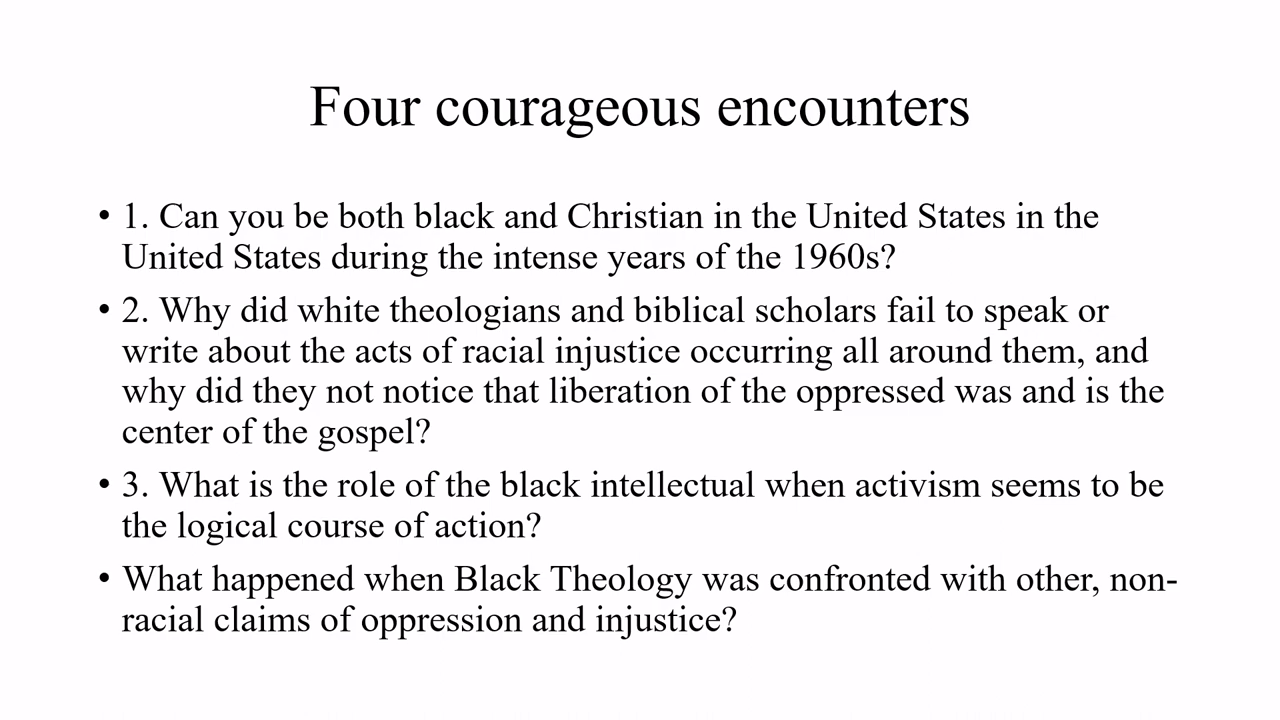 Four courageous encounters
• 1. Can you be both black and Christian in the United States in the
United States during the intense years of the 1960s?
• 2. Why did white theologians and biblical scholars fail to speak or
write about the acts of racial injustice occurring all around them, and
why did they not notice that liberation of the oppressed was and is the
center of the gospel?
• 3. What is the role of the black intellectual when activism seems to be
the logical course of action?
• What happened when Black Theology was confronted with other, non-
racial claims of oppression and injustice?